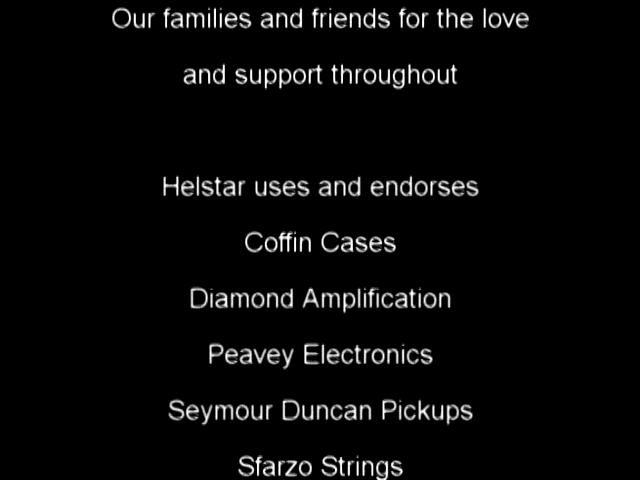 Our families and friends for the love
and support throughout
Helstar uses and endorses
Coffin Cases
Diamond Amplification
Peavey Electronics
Seymour Duncan Pickups
Sfarzo Strings